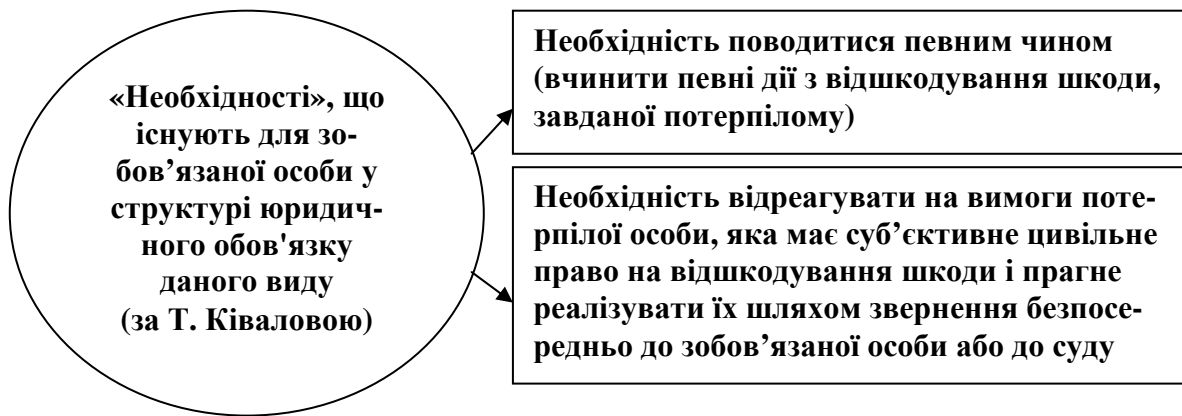 «Необхідності», що
існують для зо-
бов’язаної особи у
структурі юридич-
ного обов'язку
даного виду
(за Т. Ківаловою)
Необхідність поводитися певним чином
(вчинити певні дії з відшкодування шкоди,
завданої потерпілому)
Необхідність відреагувати на вимоги поте-
рпілої особи, яка має суб’єктивне цивільне
право на відшкодування шкоди і прагне
реалізувати їх шляхом звернення безпосе-
редньо до зобов’язаної особи або до суду